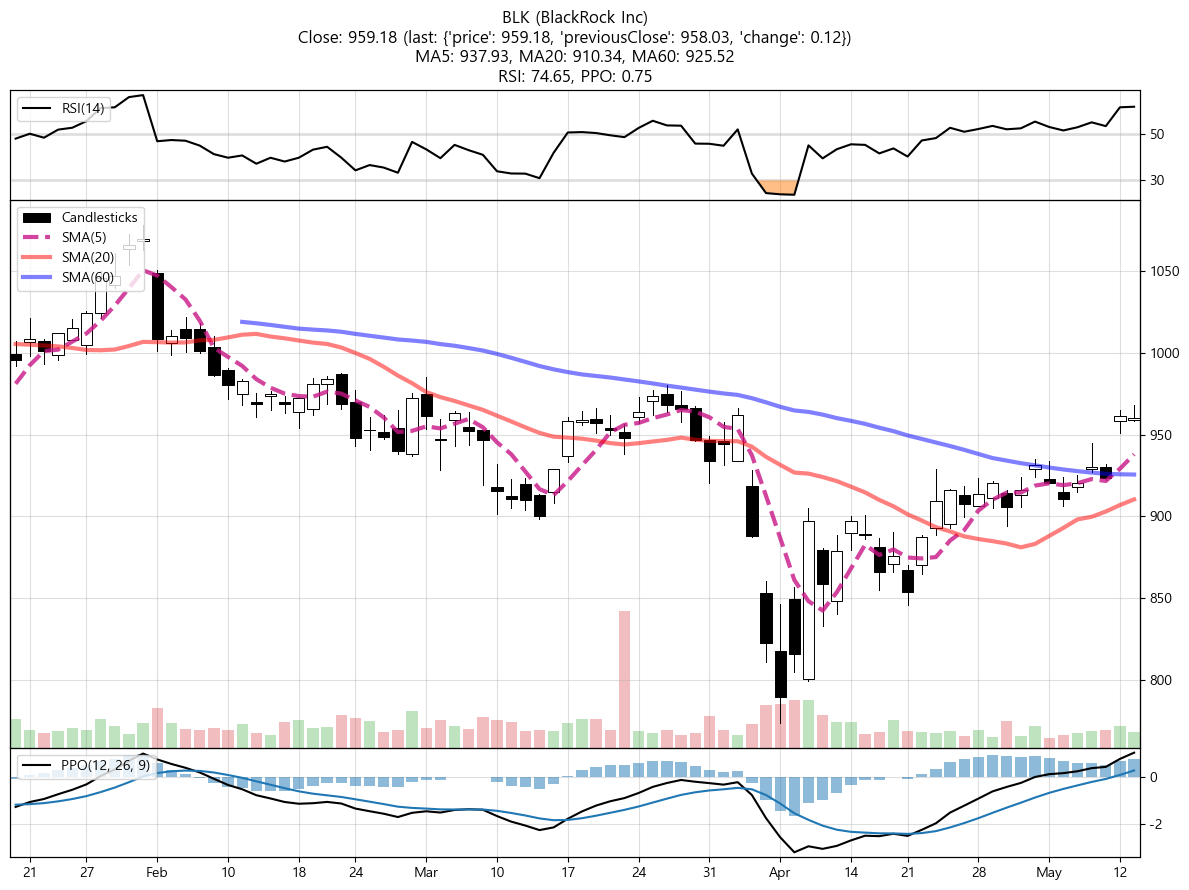 BLK (BlackRock Inc)
Close: 959.18 (last: {'price': 959.18, 'previousClose': 958.03, 'change': 0.12})
MA5: 937.93, MA20: 910.34, MA60: 925.52
RSI: 74.65, PPO: 0.75
RSI(14)
50
30
Candlesticks
SMA(5)
SMA(20)
SMA(60)
1050
1000
950
900
850
800
PPO(12, 26, 9)
0
-2
21 27 Feb 10 18 24 Mar 10 17 24 31 Apr 14 21 28 May 12